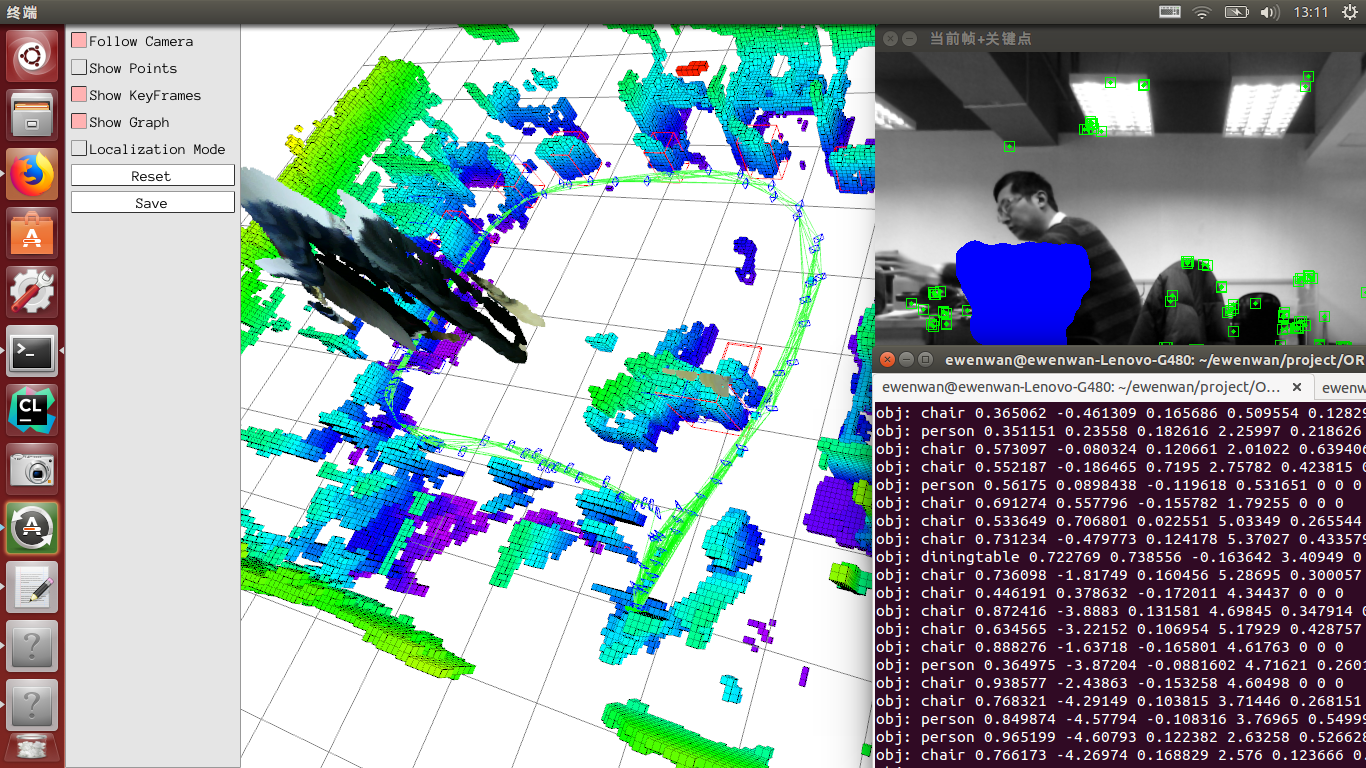 终端
13:11
Follow Camera
Show Points
Show KeyFrames
Show Graph
Localization Mode
Reset
Save
当前帧+关键点
ewenwan@ewenwan-Lenovo-G480: ~/ewenwan/project/OR
ewenwan@ewenwan-Lenovo-G480: ~/ewenwan/project/O... × ewenw
obj: chair 0.365062 -0.461309 0.165686 0.509554 0.12829
obj: person 0.351151 0.23558 0.182616 2.25997 0.218626
obj: chair 0.573097 -0.080324 0.120661 2.01022 0.639406
obj: chair 0.552187 -0.186465 0.7195 2.75782 0.423815 0
obj: person 0.56175 0.0898438 -0.119618 0.531651 0 0 0
obj: chair 0.691274 0.557796 -0.155782 1.79255 0 0 0
obj: chair 0.533649 0.706801 0.022551 5.03349 0.265544
obj: chair 0.731234 -0.479773 0.124178 5.37027 0.433579
obj: diningtable 0.722769 0.738556 -0.163642 3.40949 0
obj: chair 0.736098 -1.81749 0.160456 5.28695 0.300057
obj: chair 0.446191 0.378632 -0.172011 4.34437 0 0 0
obj: chair 0.872416 -3.8883 0.131581 4.69845 0.347914 0
obj: chair 0.634565 -3.22152 0.106954 5.17929 0.428757
obj: chair 0.888276 -1.63718 -0.165801 4.61763 0 0 0
obj: person 0.364975 -3.87204 -0.0881602 4.71621 0.2601
obj: chair 0.938577 -2.43863 -0.153258 4.60498 0 0 0
obj: chair 0.768321 -4.29149 0.103815 3.71446 0.268151
obj: person 0.849874 -4.57794 -0.108316 3.76965 0.54999
obj: person 0.965199 -4.60793 0.122382 2.63258 0.526628
obj: chair 0.766173 -4.26974 0.168829 2.576 0.123666 0